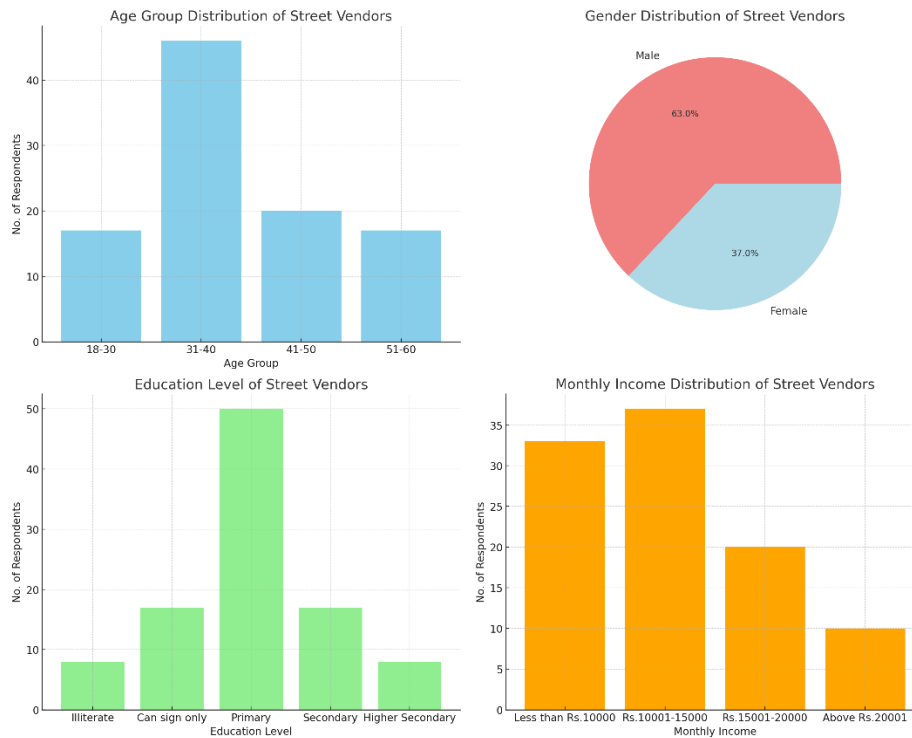 Age Group Distribution of Street Vendors
No. of Respondents
40
30
20
10
0
18-30 31-40 41-50 51-60
Age Group
Gender Distribution of Street Vendors
Male
63.0%
37.0%
Female
Education Level of Street Vendors
No. of Respondents
50
40
30
20
10
0
Illiterate Can sign only Primary Secondary Higher Secondary
Education Level
Monthly Income Distribution of Street Vendors
No. of Respondents
35
30
25
20
15
10
5
0
Less than Rs.10000 Rs.10001-15000 Rs.15001-20000 Above Rs.20001
Monthly Income